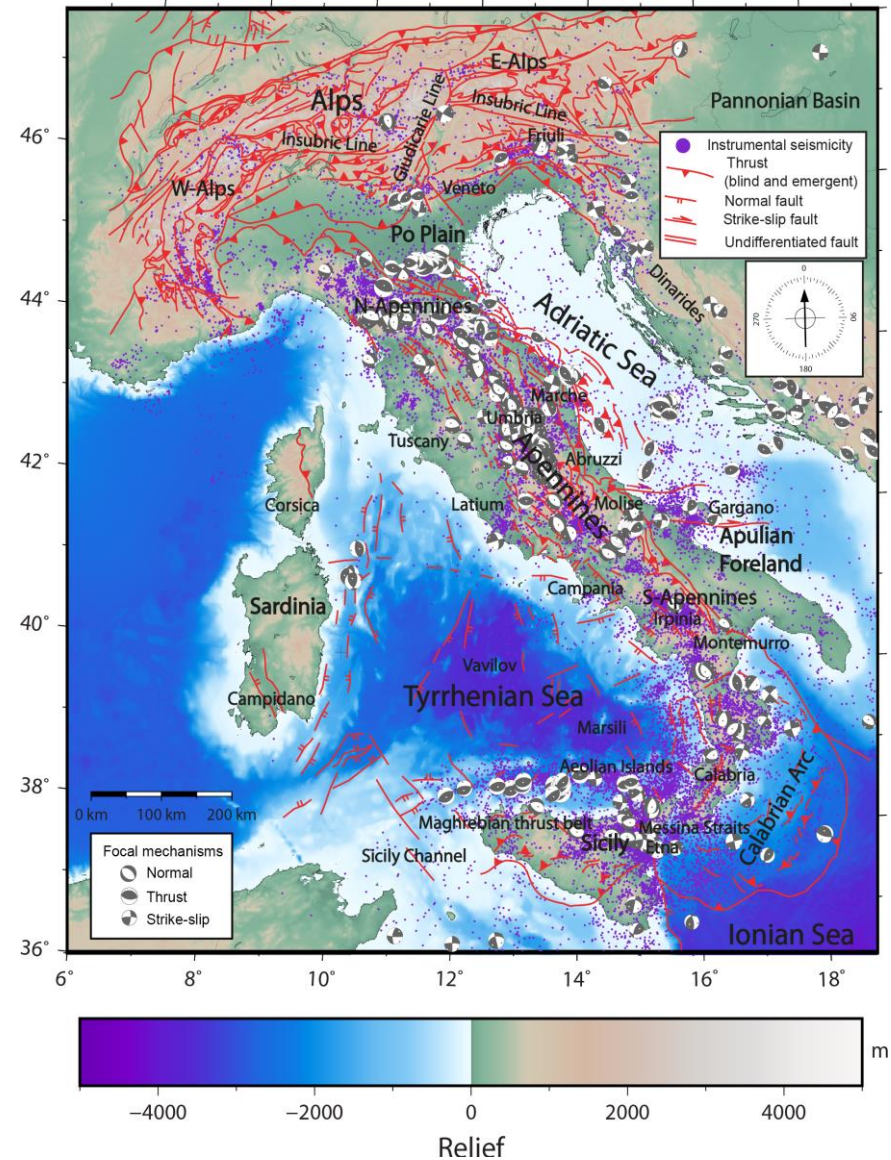 E-Alps
Alps
Pannonian Basin
46°
Insubric Line
Insubric Line
Giudicarie Line
Friuli
W-Alps
Veneto
Po Plain
Instrumental seismicity
Thrust
(blind and emergent)
Normal fault
Strike-slip fault
Undifferentiated fault
0
90
180
270
44°
N-Apennines
Adriatic Sea
Dinarides
Marche
Umbria
Tuscany
Apennines
Abruzzi
42°
Corsica
Latium
Molise
Gargano
Apulian
Foreland
Campania
40°
Sardinia
S-Apennines
Irpinia
Montemurro
Vavilov
Tyrrhenian Sea
Campidano
Marsili
38°
Aeolian Islands
Calabria
Calabrian Arc
0 km 100 km 200 km
Maghrebian thrust belt
Messina Straits
Sicily
Etna
Sicily Channel
Focal mechanisms
Normal
Thrust
Strike-slip
Ionian Sea
36°
6° 8° 10° 12° 14° 16° 18°
m
−4000 −2000 0 2000 4000
Relief